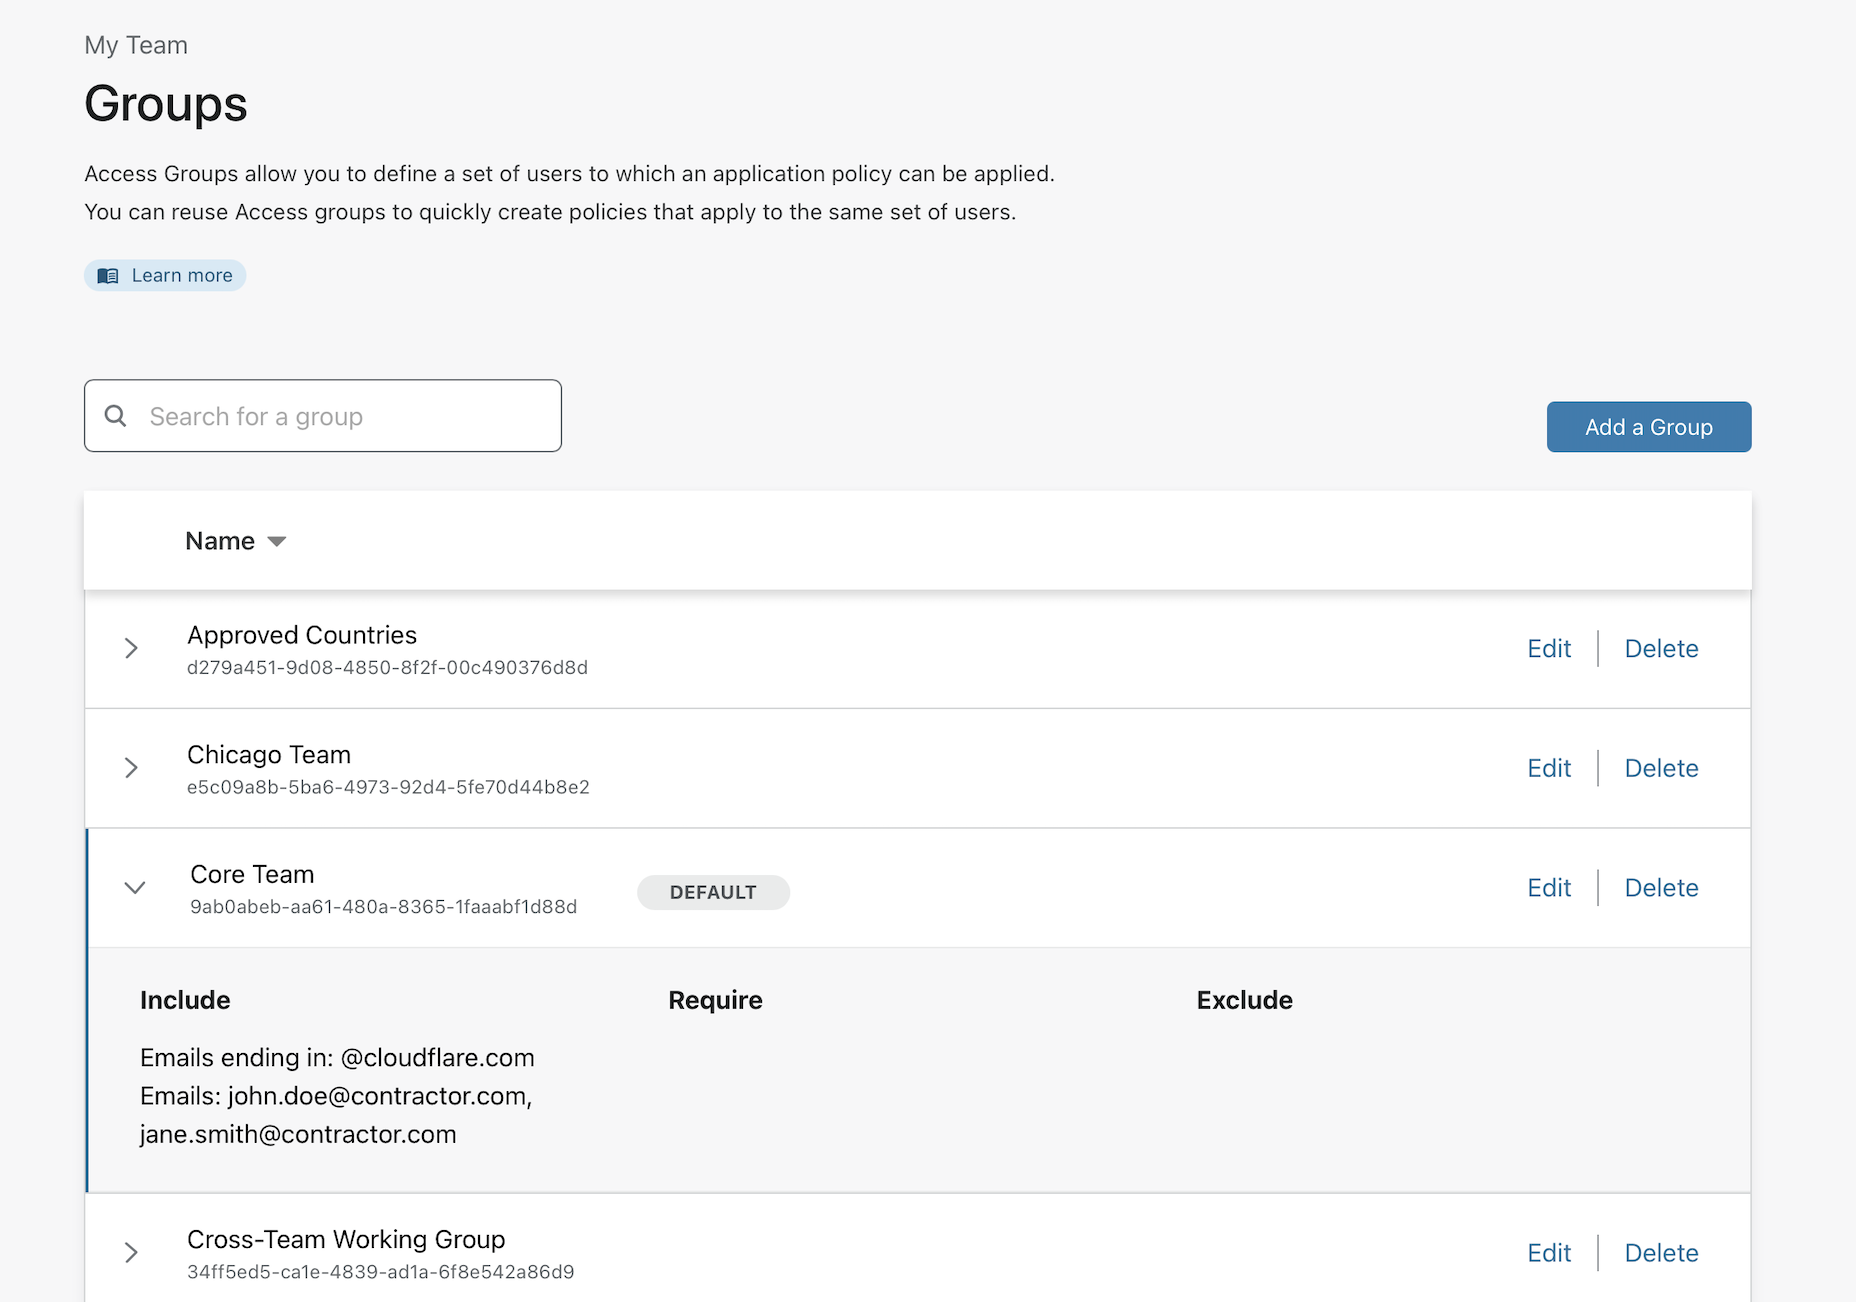 My Team
Groups
Access Groups allow you to define a set of users to which an application policy can be applied.
You can reuse Access groups to quickly create policies that apply to the same set of users.
Learn more
Search for a group
Add a Group
Name
Approved Countries
d279a451-9d08-4850-8f2f-00c490376d8d
Edit
Delete
Chicago Team
e5c09a8b-5ba6-4973-92d4-5fe70d44b8e2
Edit
Delete
Core Team
9ab0abeb-aa61-480a-8365-1faaabf1d88d
DEFAULT
Edit
Delete
Include
Require
Exclude
Emails ending in: @cloudflare.com
Emails: john.doe@contractor.com,
jane.smith@contractor.com
Cross-Team Working Group
34ff5ed5-ca1e-4839-ad1a-6f8e542a86d9
Edit
Delete